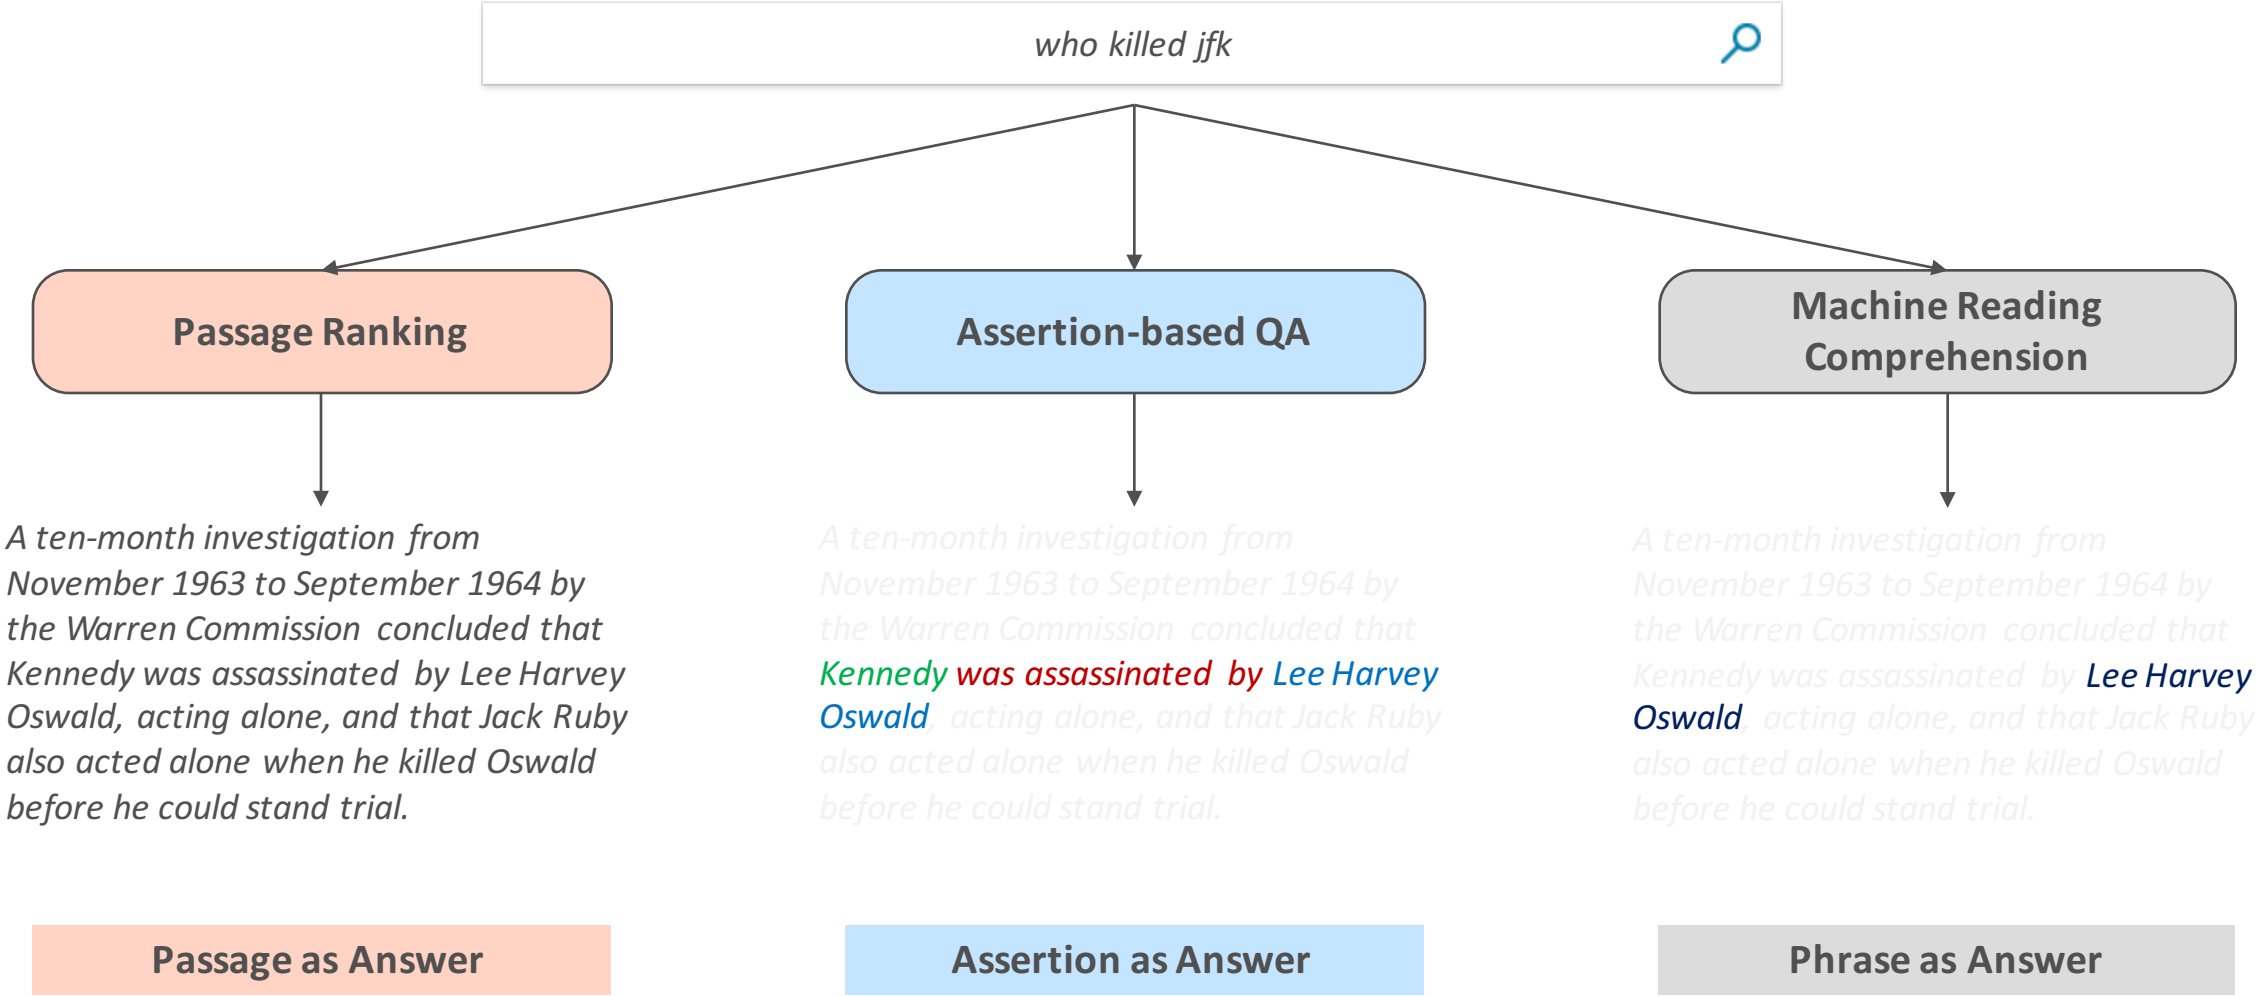 who killed jfk
Passage Ranking
Assertion-based QA
Machine Reading
Comprehension
A ten-month investigation from
November 1963 to September 1964 by
the Warren Commission concluded that
Kennedy was assassinated by Lee Harvey
Oswald, acting alone, and that Jack Ruby
also acted alone when he killed Oswald
before he could stand trial.
A ten-month investigation from
November 1963 to September 1964 by
the Warren Commission concluded that
Kennedy was assassinated by Lee Harvey
Oswald, acting alone, and that Jack Ruby
also acted alone when he killed Oswald
before he could stand trial.
A ten-month investigation from
November 1963 to September 1964 by
the Warren Commission concluded that
Kennedy was assassinated by Lee Harvey
Oswald, acting alone, and that Jack Ruby
also acted alone when he killed Oswald
before he could stand trial.
Passage as Answer
Assertion as Answer
Phrase as Answer